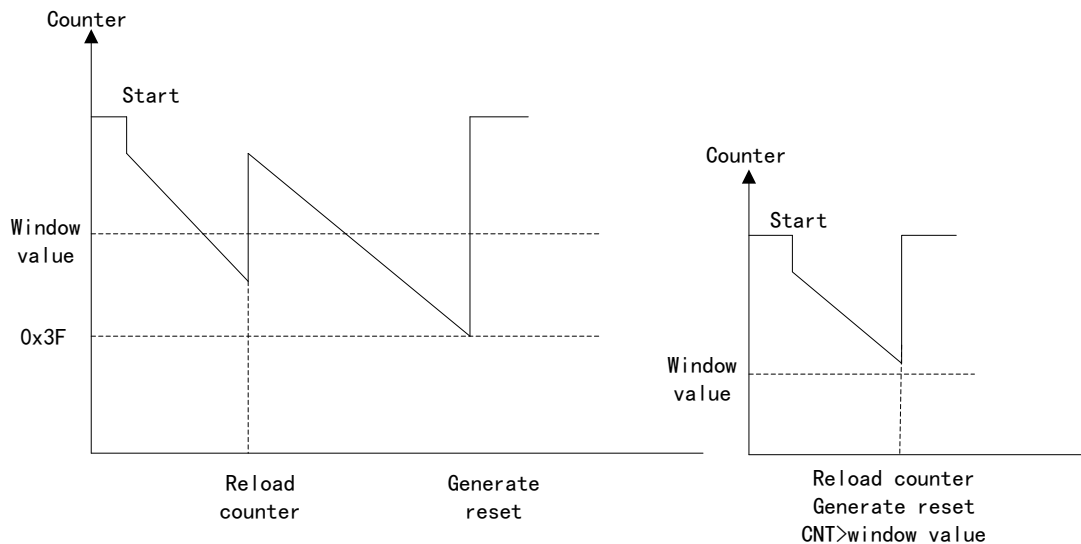 Counter
Start
Window
value
0x3F
Reload
counter
Generate
reset
Counter
Start
Window
value
Reload counter
Generate reset
CNT>window value